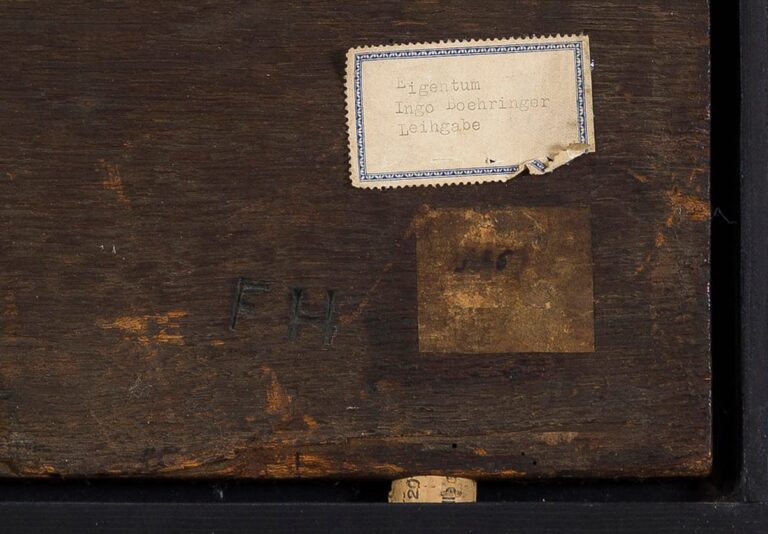 Eigentum
Ingo Boehringer
Leihgabe
FH